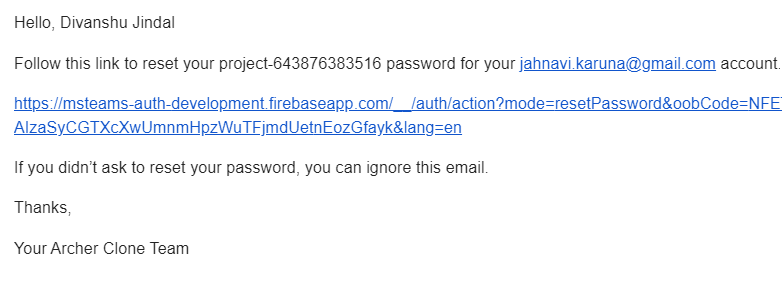 Hello, Divanshu Jindal
Follow this link to reset your project-643876383516 password for your jahnavi.karuna@gmail.com account.
https://msteams-auth-development.firebaseapp.com/__/auth/action?mode=resetPassword&oobCode=NFE
AIzaSyCGTXcXwUmnmHpzWuTFjmdUetnEozGfayk&lang=en
If you didn’t ask to reset your password, you can ignore this email.
Thanks,
Your Archer Clone Team